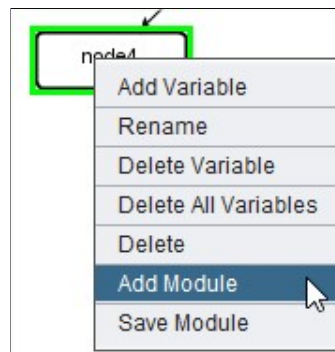 node4
Add Variable
Rename
Delete Variable
Delete All Variables
Delete
Add Module
Save Module